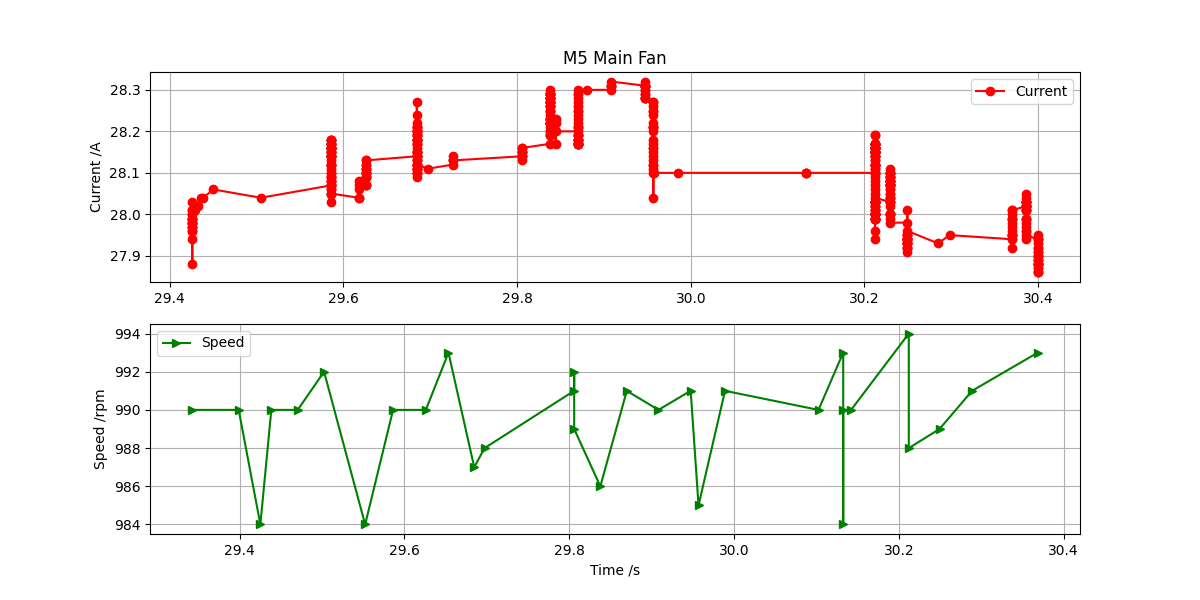 M5 Main Fan
Current /A
28.3
28.2
28.1
28.0
27.9
Current
29.4 29.6 29.8 30.0 30.2 30.4
Speed /rpm
994
992
990
988
986
984
Speed
29.4 29.6 29.8 30.0 30.2 30.4
Time /s